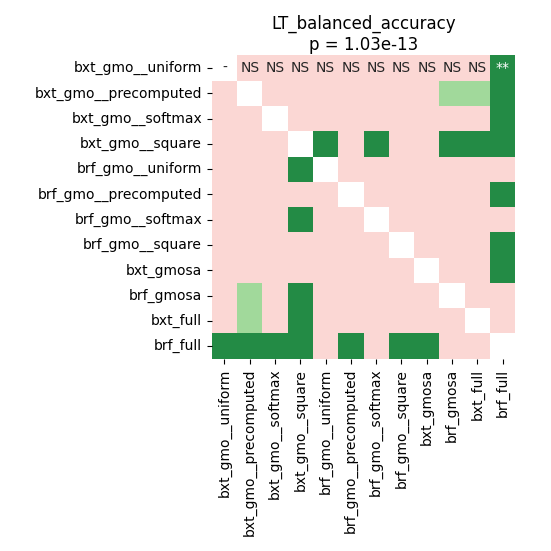 LT_balanced_accuracy
p = 1.03e-13
bxt_gmo__uniform - NS NS NS NS NS NS NS NS NS NS **
bxt_gmo__precomputed
bxt_gmo__softmax
bxt_gmo__square
brf_gmo__uniform
brf_gmo__precomputed
brf_gmo__softmax
brf_gmo__square
bxt_gmosa
brf_gmosa
bxt_full
brf_full
bxt_gmo__uniform
bxt_gmo__precomputed
bxt_gmo__softmax
bxt_gmo__square
brf_gmo__uniform
brf_gmo__precomputed
brf_gmo__softmax
brf_gmo__square
bxt_gmosa
brf_gmosa
bxt_full
brf_full